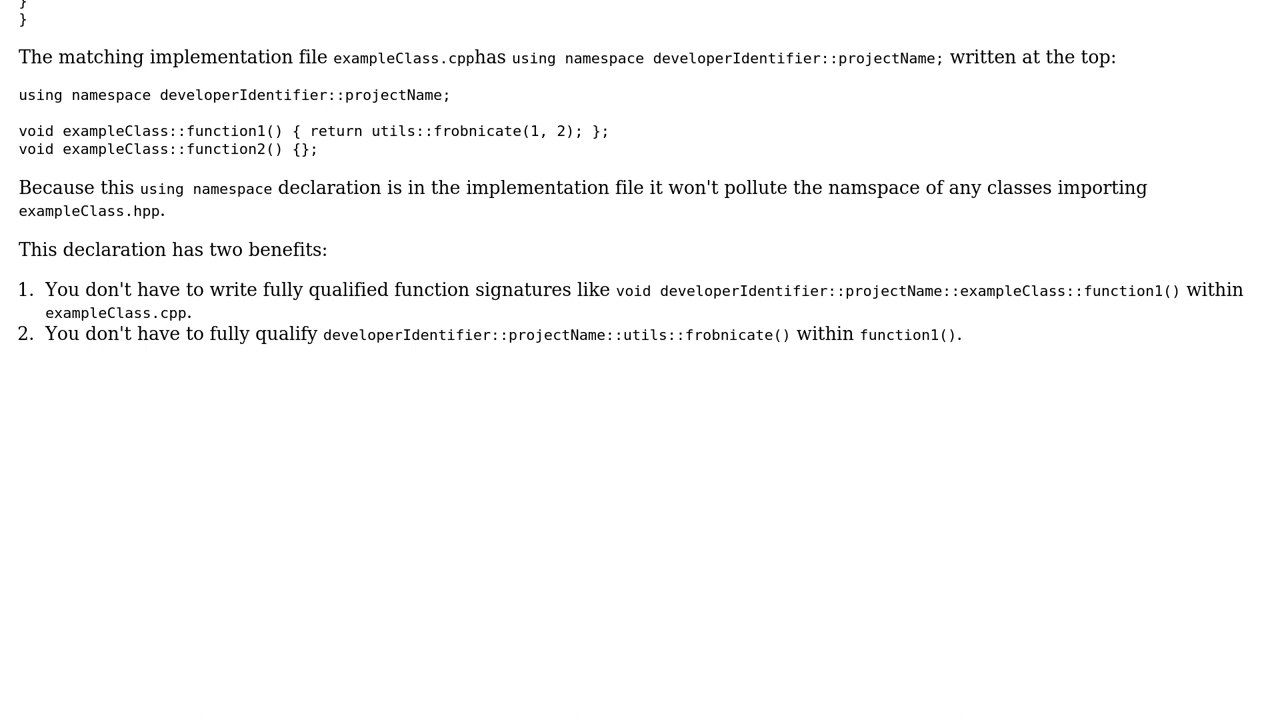 }
}
The matching implementation file exampleClass.cpphas using namespace developerIdentifier::projectName; written at the top:
using namespace developerIdentifier::projectName;
void exampleClass::function1() { return utils::frobnicate(1, 2); };
void exampleClass::function2() {};
Because this using namespace declaration is in the implementation file it won't pollute the namspace of any classes importing
exampleClass.hpp.
This declaration has two benefits:
1. You don't have to write fully qualified function signatures like void developerIdentifier::projectName::exampleClass::function1() within
exampleClass.cpp.
2. You don't have to fully qualify developerIdentifier::projectName::utils::frobnicate() within function1().